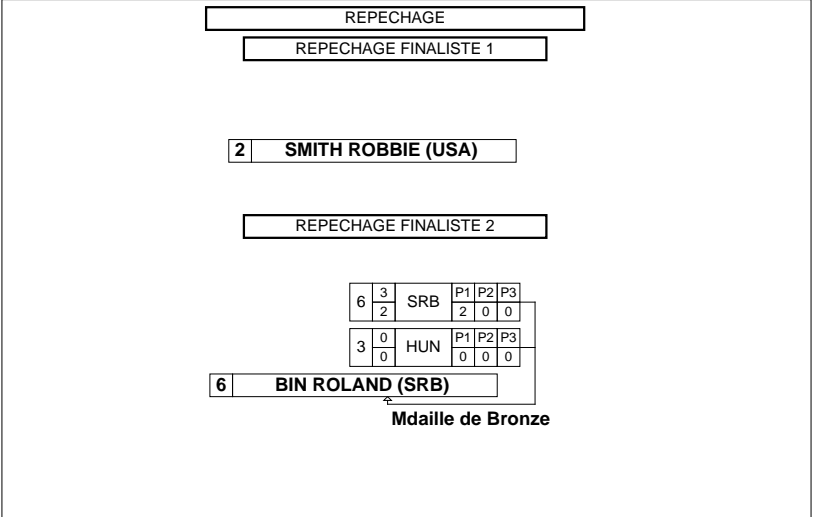 REPECHAGE
REPECHAGE FINALISTE 1
2 SMITH ROBBIE (USA)
REPECHAGE FINALISTE 2
6 3 SRB P1 P2 P3
2 2 0 0
3 0 HUN P1 P2 P3
0 0 0 0
6 BIN ROLAND (SRB)
Mdaille de Bronze